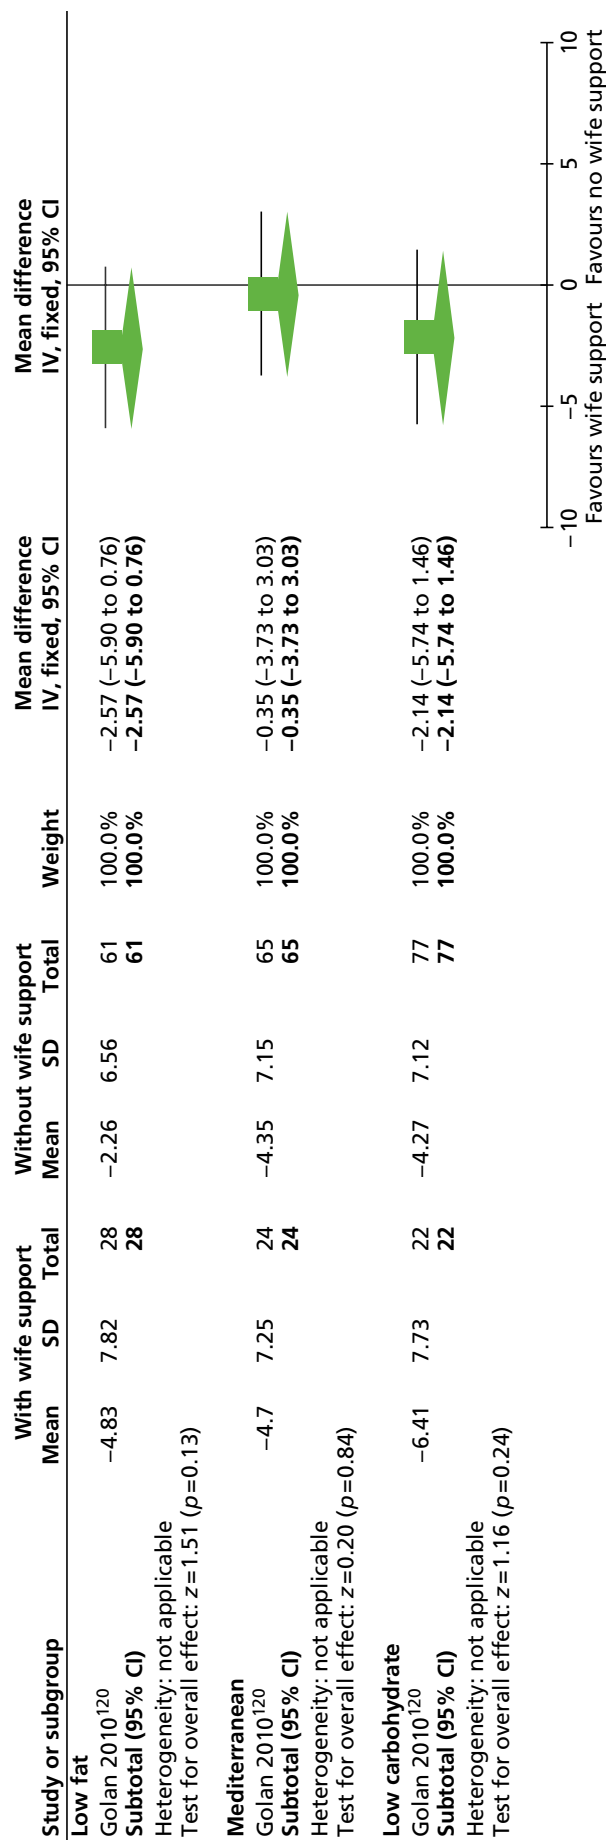 With wife support Without wife support Mean difference Mean difference
Study or subgroup Mean SD Total Mean SD Total Weight IV, fixed, 95% CI IV, fixed, 95% CI
Low fat
Golan 2010¹²⁰ −4.83 7.82 28 −2.26 6.56 61 100.0% −2.57 (−5.90 to 0.76)
Subtotal (95% CI) 28 61 100.0% −2.57 (−5.90 to 0.76)
Heterogeneity: not applicable
Test for overall effect: z=1.51 (p=0.13)
Mediterranean
Golan 2010¹²⁰ −4.7 7.25 24 −4.35 7.15 65 100.0% −0.35 (−3.73 to 3.03)
Subtotal (95% CI) 24 65 100.0% −0.35 (−3.73 to 3.03)
Heterogeneity: not applicable
Test for overall effect: z=0.20 (p=0.84)
Low carbohydrate
Golan 2010¹²⁰ −6.41 7.73 22 −4.27 7.12 77 100.0% −2.14 (−5.74 to 1.46)
Subtotal (95% CI) 22 77 100.0% −2.14 (−5.74 to 1.46)
Heterogeneity: not applicable
Test for overall effect: z=1.16 (p=0.24)
−10 −5 0 5 10
Favours wife support Favours no wife support